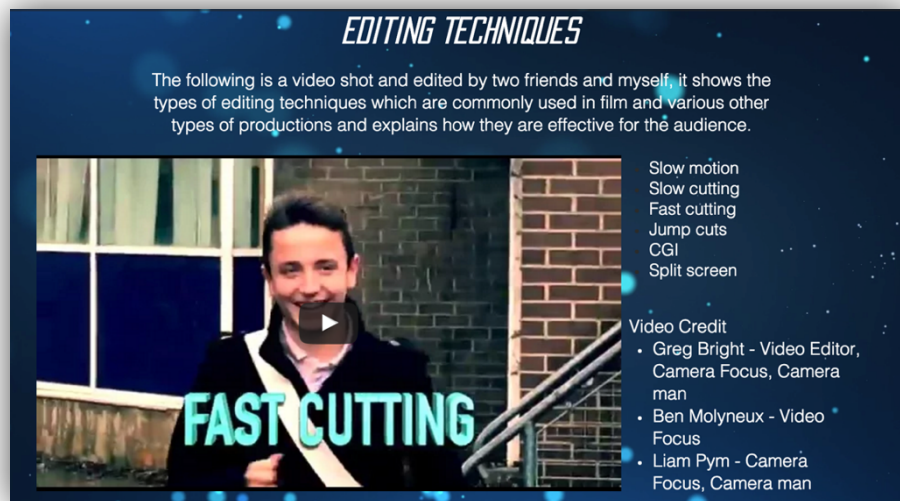 EDITING TECHNIQUES
The following is a video shot and edited by two friends and myself, it shows the
types of editing techniques which are commonly used in film and various other
types of productions and explains how they are effective for the audience.
FAST CUTTING
Slow motion
Slow cutting
Fast cutting
Jump cuts
CGI
Split screen
Video Credit
• Greg Bright - Video Editor,
Camera Focus, Camera
man
• Ben Molyneux - Video
Focus
• Liam Pym - Camera
Focus, Camera man